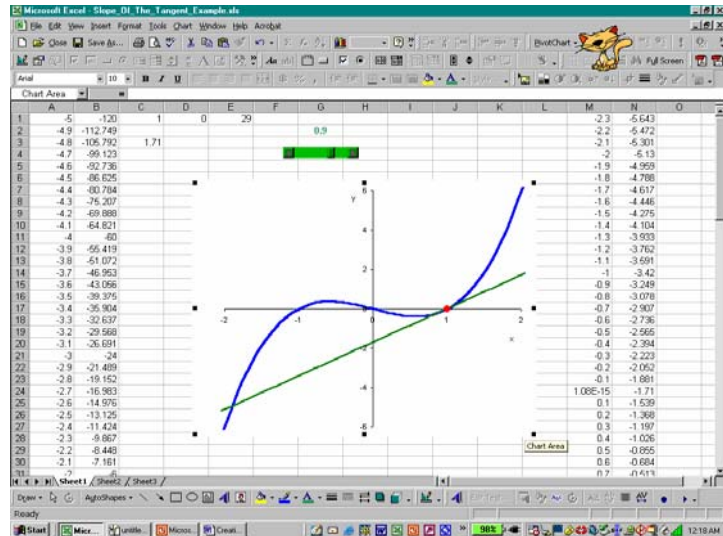 Microsoft Excel - Slope_Of_The_Tangent_Example.xls
File Edit View Insert Format Tools Chart Window Help Acrobat
Close Save As... PivotChart
Full Screen
Arial 10 B I U
Chart Area =
A B C D E F G H I J K L M N O
1 -5 -120 1 0 29 -2.3 -5.643
2 -4.9 -112.749 0.9 -2.2 -5.472
3 -4.8 -105.792 1.71 -2.1 -5.301
4 -4.7 -99.123 -2 -5.13
5 -4.6 -92.736 -1.9 -4.959
6 -4.5 -86.625 -1.8 -4.788
7 -4.4 -80.784 -1.7 -4.617
8 -4.3 -75.207 -1.6 -4.446
9 -4.2 -69.888 -1.5 -4.275
10 -4.1 -64.821 -1.4 -4.104
11 -4 -60 -1.3 -3.933
12 -3.9 -55.419 -1.2 -3.762
13 -3.8 -51.072 -1.1 -3.591
14 -3.7 -46.953 -1 -3.42
15 -3.6 -43.056 -0.9 -3.249
16 -3.5 -39.375 -0.8 -3.078
17 -3.4 -35.904 -0.7 -2.907
18 -3.3 -32.637 -0.6 -2.736
19 -3.2 -29.568 -0.5 -2.565
20 -3.1 -26.691 -0.4 -2.394
21 -3 -24 -0.3 -2.223
22 -2.9 -21.489 -0.2 -2.052
23 -2.8 -19.152 -0.1 -1.881
24 -2.7 -16.983 1.08E-15 -1.71
25 -2.6 -14.976 0.1 -1.539
26 -2.5 -13.125 0.2 -1.368
27 -2.4 -11.424 0.3 -1.197
28 -2.3 -9.867 0.4 -1.026
29 -2.2 -8.448 0.5 -0.855
30 -2.1 -7.161 0.6 -0.684
31 -2 -6 0.7 -0.513
y 6
4
2
-2 -1 0 1 2
x
-2
-4
-6
Chart Area
Sheet1 Sheet2 Sheet3
Draw AutoShapes
Ready
Start Micr... untitle... Micros... Creati... 98% 12:18 AM